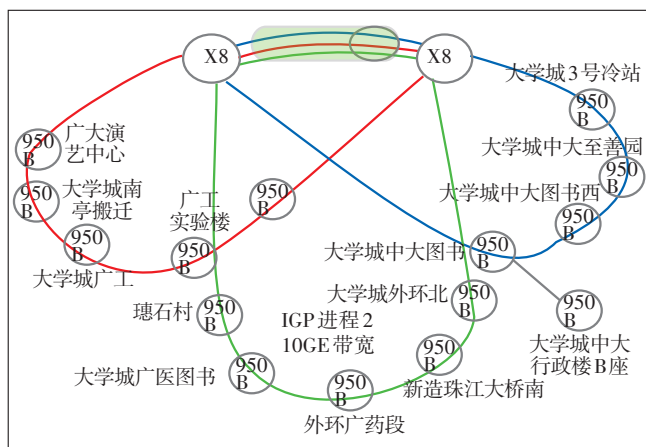 X8
X8
大学城3号冷站
950
B
广大演
艺中心
950
B
大学城中大至善园
950
B
大学城南
亭搬迁
950
B
广工
实验楼
950
B
大学城中大图书西
950
B
950
B
大学城广工
950
B
大学城中大图书
950
B
璁石村
950
B
IGP进程2
10GE带宽
大学城外环北
950
B
950
B
大学城中大
行政楼B座
大学城广医图书
950
B
950
B
外环广药段
950
B
新造珠江大桥南